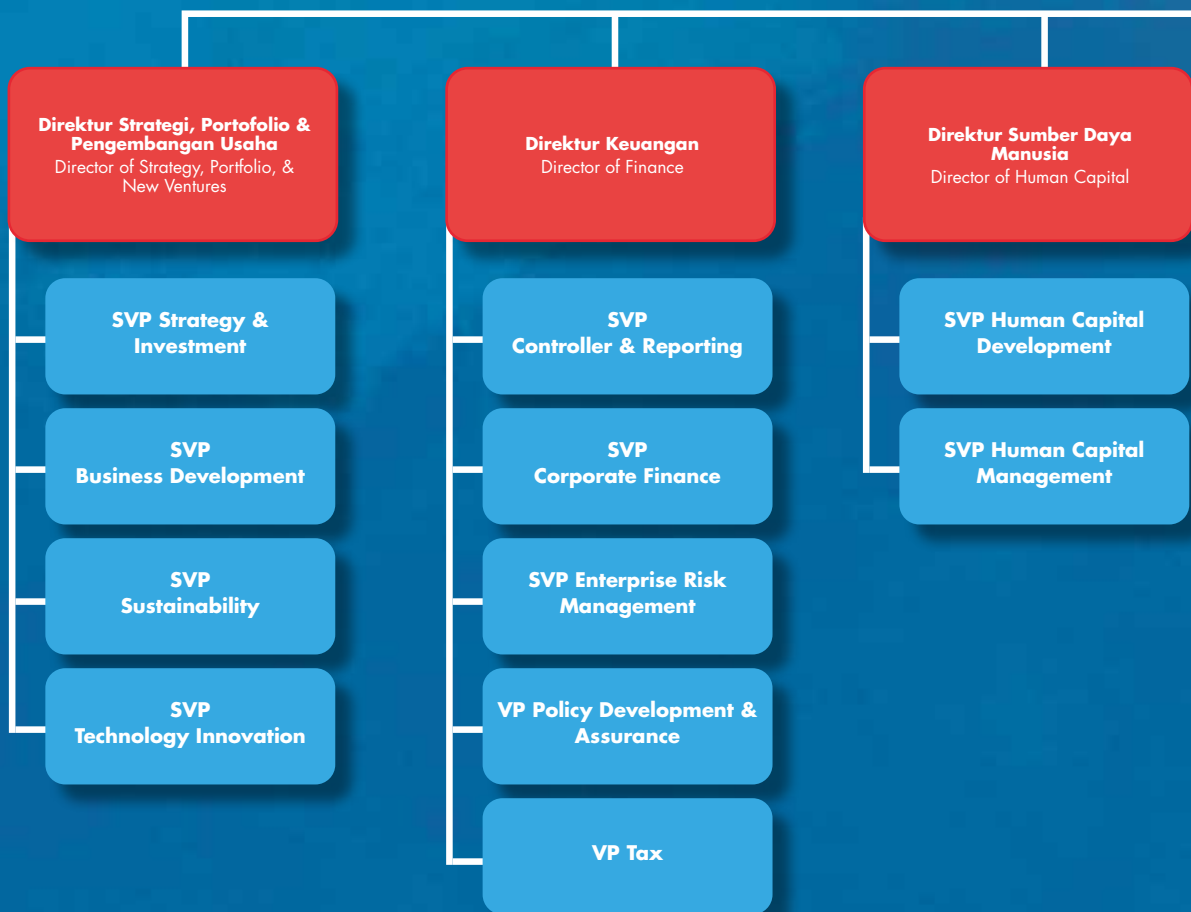 Direktur Strategi, Portofolio &
Pengembangan Usaha
Director of Strategy, Portfolio, &
New Ventures
SVP Strategy &
Investment
SVP
Business Development
SVP
Sustainability
SVP
Technology Innovation
Direktur Keuangan
Director of Finance
SVP
Controller & Reporting
SVP
Corporate Finance
SVP Enterprise Risk
Management
VP Policy Development &
Assurance
VP Tax
Direktur Sumber Daya
Manusia
Director of Human Capital
SVP Human Capital
Development
SVP Human Capital
Management